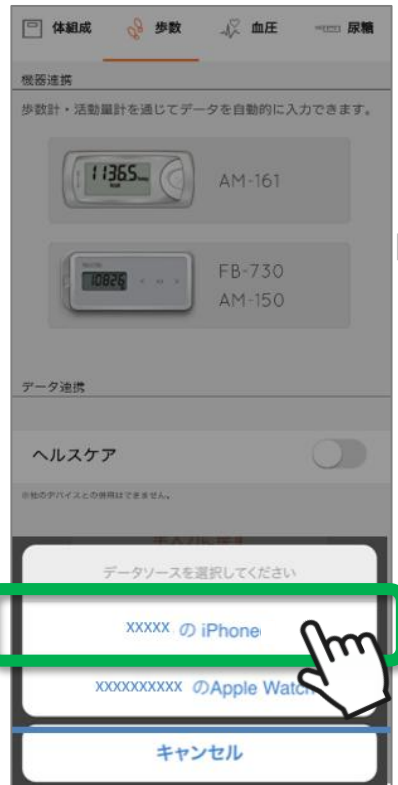 体組成 歩数 血圧 尿糖
機器連携
歩数計・活動量計を通じてデータを自動的に入力できます。
11365
AM-161
10826
FB-730
AM-150
データ連携
ヘルスケア
※他のデバイスとの併用はできません。
データソースを選択してください
xxxxx の iPhone
xxxxxxxxxx のApple Watch
キャンセル